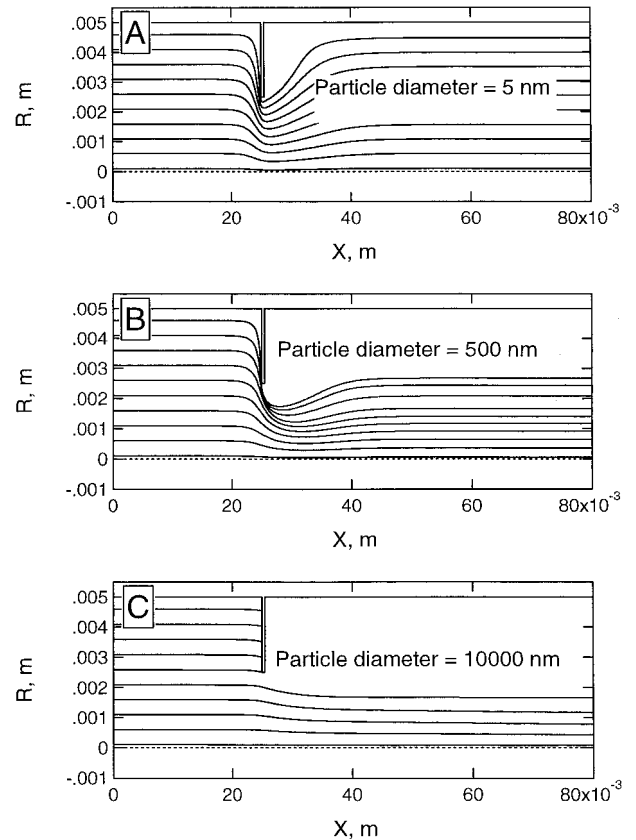 A
.005
.004
.003
.002
.001
0
-.001
R, m
Particle diameter = 5 nm
0
20
40
60
80x10-3
X, m
B
.005
.004
.003
.002
.001
0
-.001
R, m
Particle diameter = 500 nm
0
20
40
60
80x10-3
X, m
C
.005
.004
.003
.002
.001
0
-.001
R, m
Particle diameter = 10000 nm
0
20
40
60
80x10-3
X, m